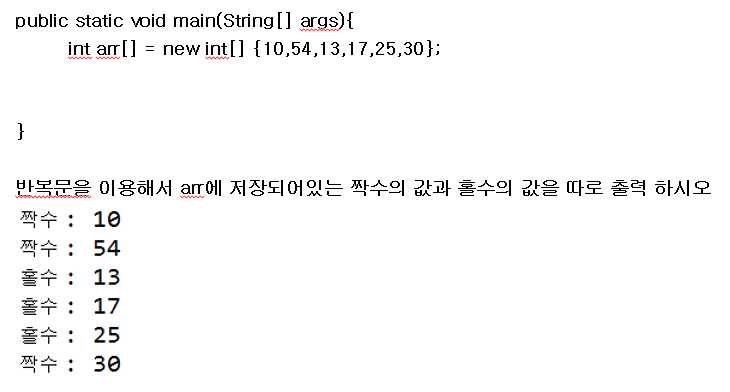 public static void main(String[] args){
int arr[] = new int[] {10,54,13,17,25,30};
}
반복문을 이용해서 arr에 저장되어있는 짝수의 값과 홀수의 값을 따로 출력 하시오
짝수 : 10
짝수 : 54
홀수 : 13
홀수 : 17
홀수 : 25
짝수 : 30